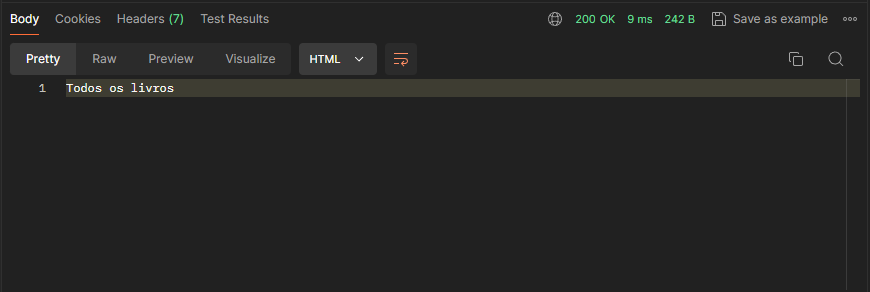 Body Cookies Headers (7) Test Results 200 OK 9 ms 242 B Save as example
Pretty Raw Preview Visualize HTML
1 Todos os livros